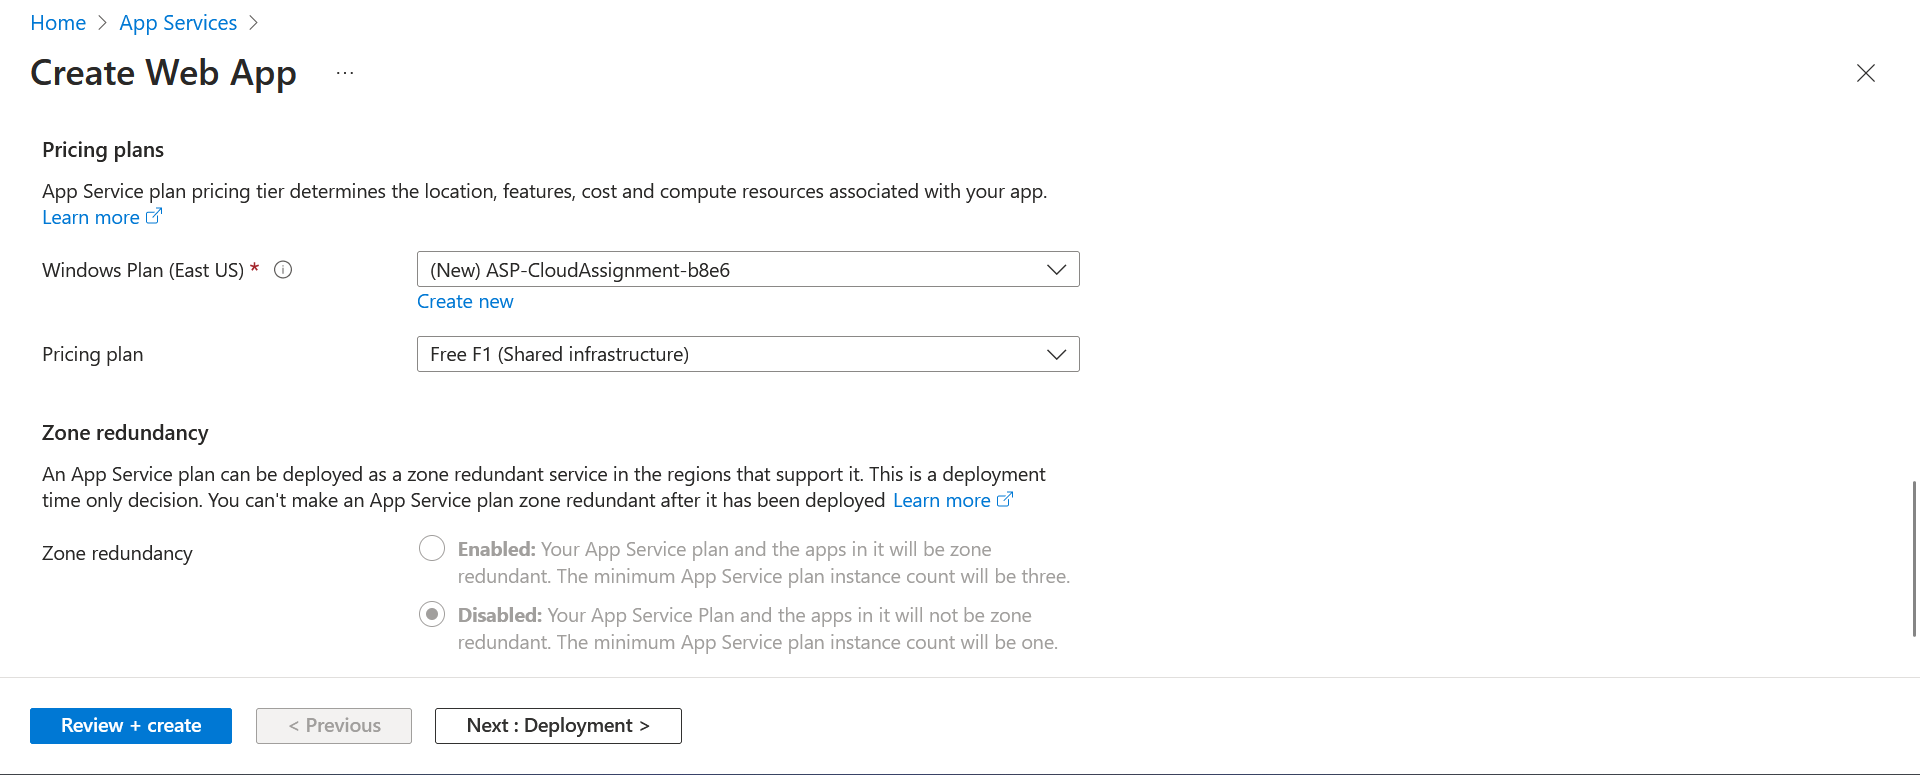 Home > App Services >
Create Web App ...
Pricing plans
App Service plan pricing tier determines the location, features, cost and compute resources associated with your app.
Learn more
Windows Plan (East US) *
(New) ASP-CloudAssignment-b8e6
Create new
Pricing plan
Free F1 (Shared infrastructure)
Zone redundancy
An App Service plan can be deployed as a zone redundant service in the regions that support it. This is a deployment
time only decision. You can't make an App Service plan zone redundant after it has been deployed Learn more
Zone redundancy
Enabled: Your App Service plan and the apps in it will be zone
redundant. The minimum App Service plan instance count will be three.
Disabled: Your App Service Plan and the apps in it will not be zone
redundant. The minimum App Service plan instance count will be one.
Review + create
< Previous
Next : Deployment >